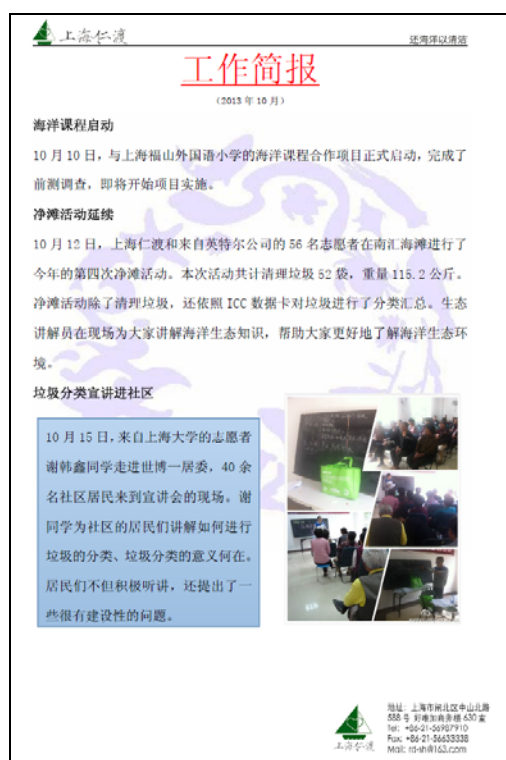 上海仁渡
还海洋以清洁
工作简报
(2013 年 10 月)
海洋课程启动
10 月 10 日，与上海福山外国语小学的海洋课程合作项目正式启动，完成了
前测调查，即将开始项目实施。
净滩活动延续
10 月 12 日，上海仁渡和来自英特尔公司的 56 名志愿者在南汇海滩进行了
今年的第四次净滩活动。本次活动共计清理垃圾 52 袋，重量 115.2 公斤。
净滩活动除了清理垃圾，还依照 ICC 数据卡对垃圾进行了分类汇总。生态
讲解员在现场为大家讲解海洋生态知识，帮助大家更好地了解海洋生态环
境。
垃圾分类宣讲进社区
10 月 15 日，来自上海大学的志愿者
谢韩鑫同学走进世博一居委，40 余
名社区居民来到宣讲会的现场。谢
同学为社区的居民们讲解如何进行
垃圾的分类、垃圾分类的意义何在。
居民们不但积极听讲，还提出了一
些很有建设性的问题。
上海仁渡
地址：上海市闸北区中山北路
588 号 好唯加商务楼 630 室
Tel: +86-21-56987910
Fax: +86-21-56633338
Mail: rd-sh@163.com